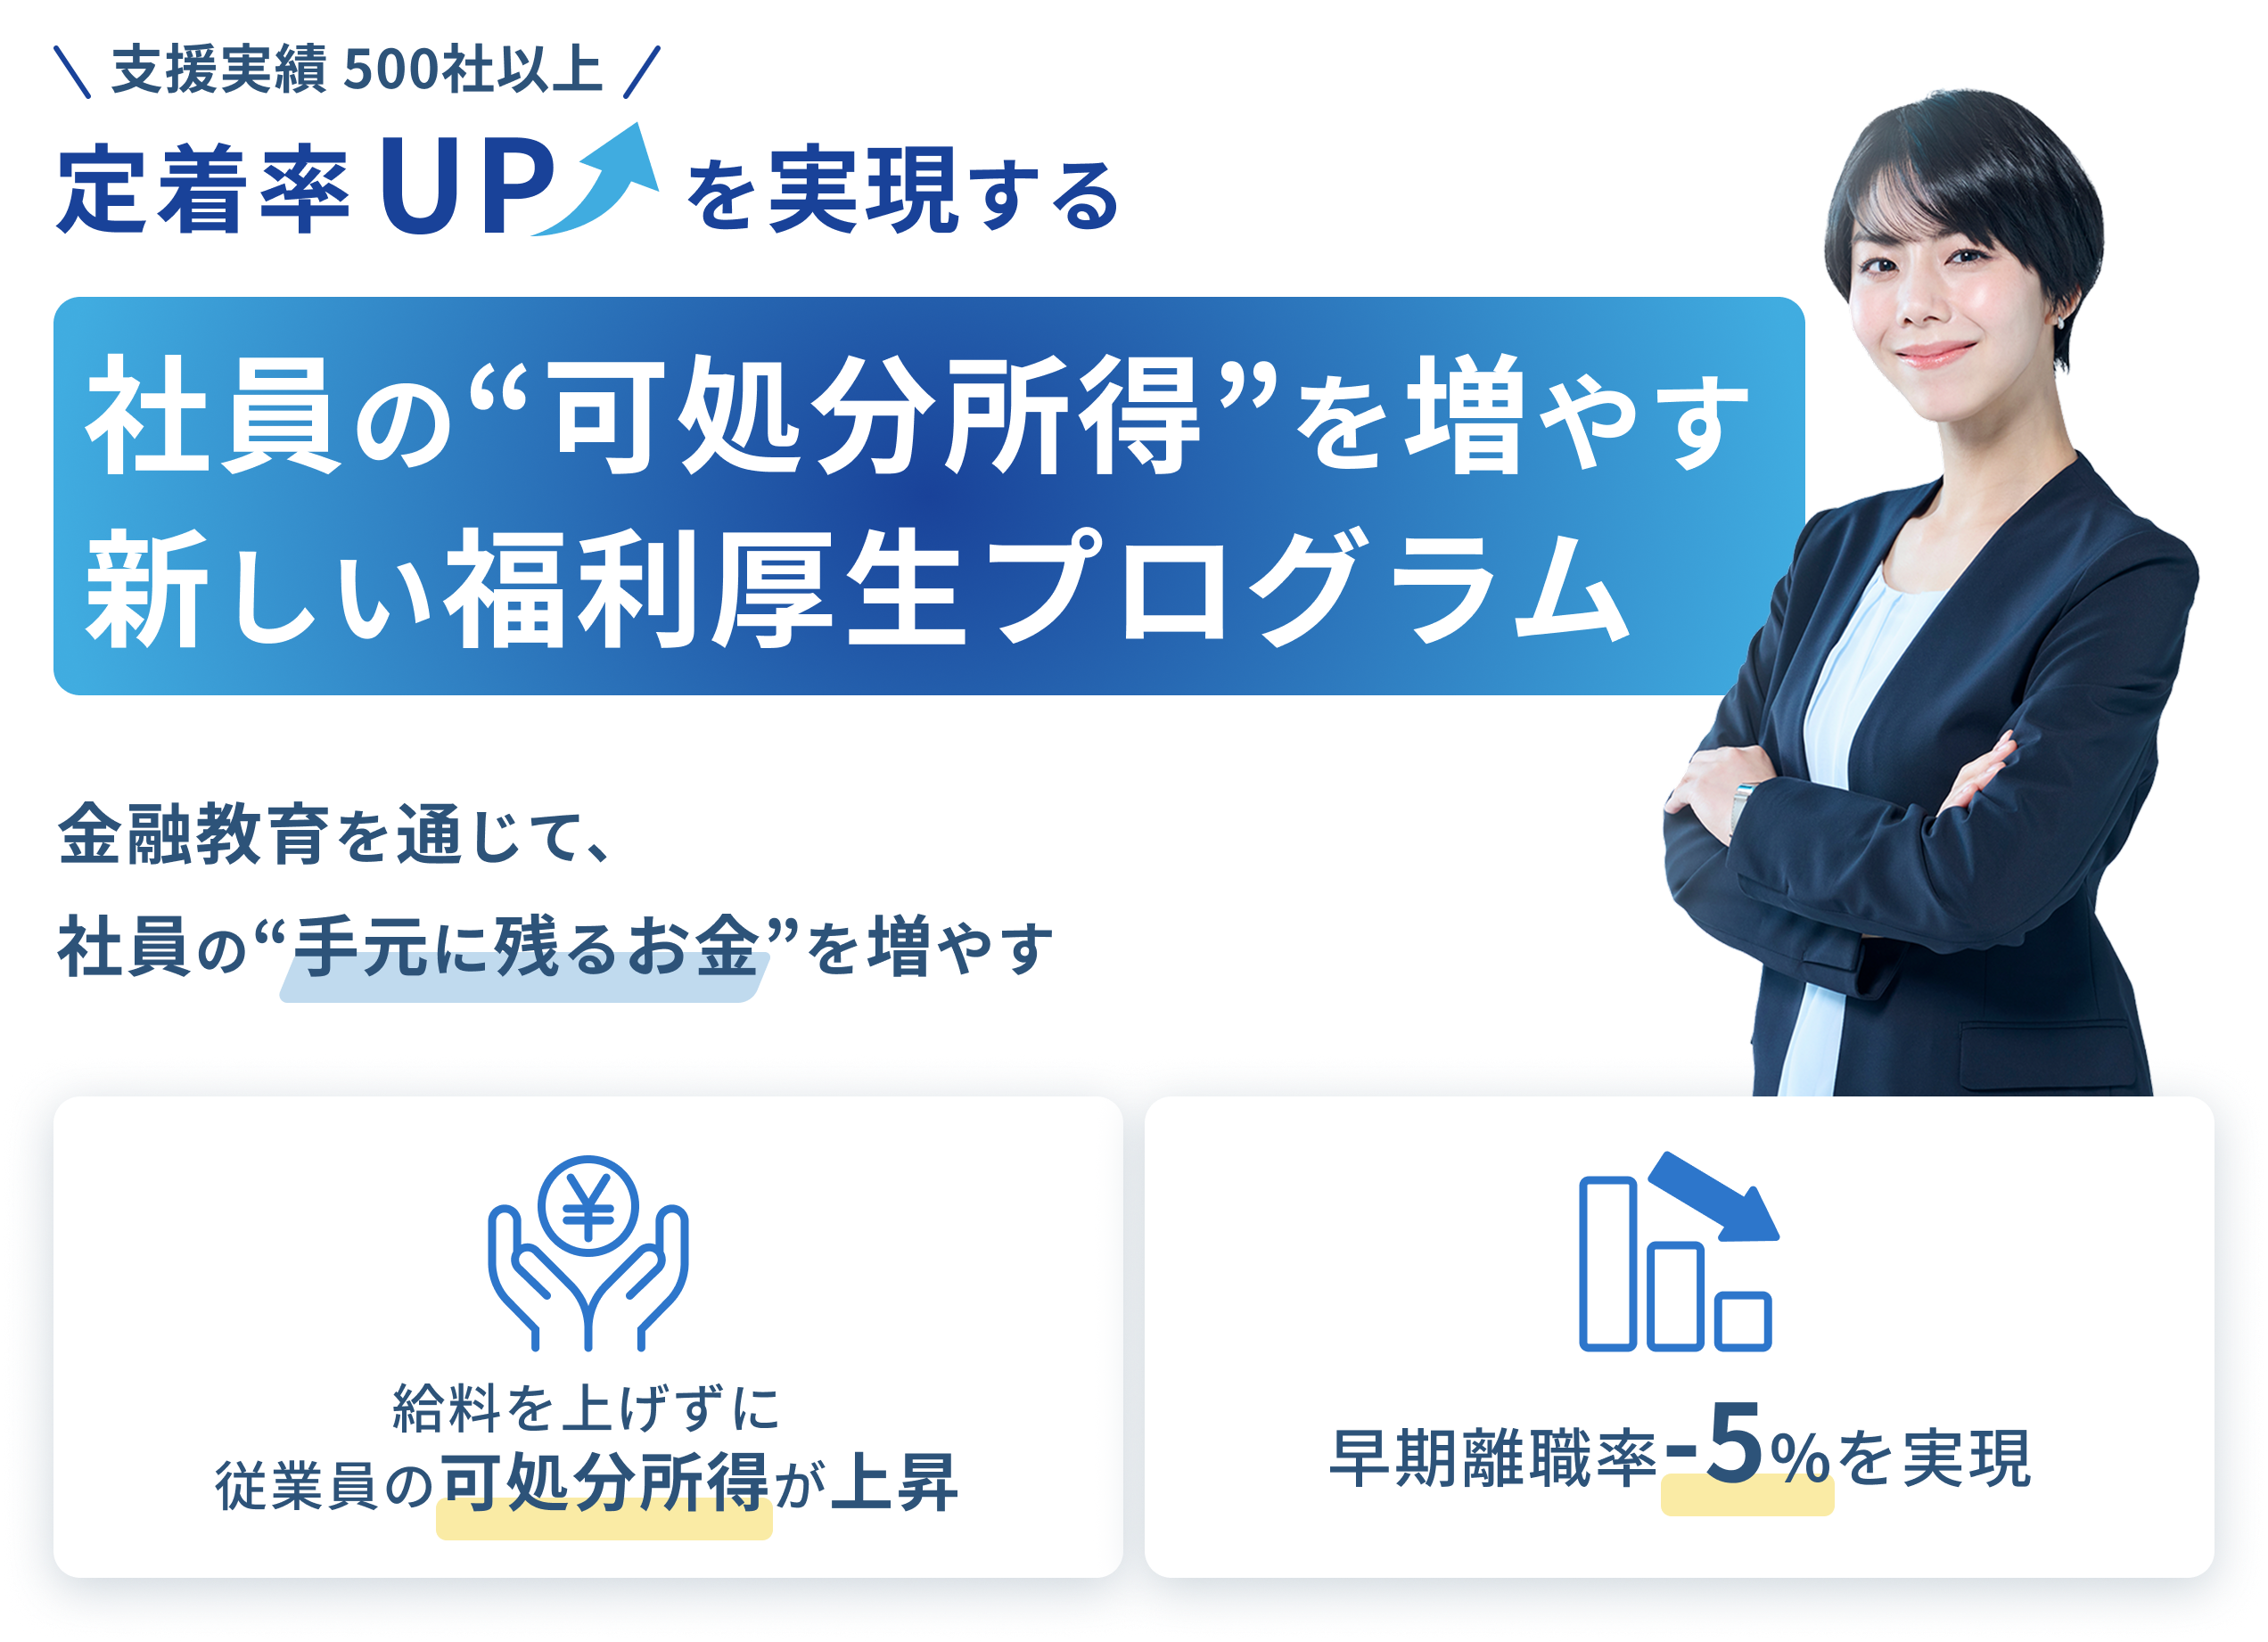 支援実績 500社以上
定着率 UP を実現する
社員の“可処分所得”を増やす
新しい福利厚生プログラム
金融教育を通じて、
社員の“手元に残るお金”を増やす
¥
給料を上げずに
従業員の可処分所得が上昇
早期離職率-5%を実現